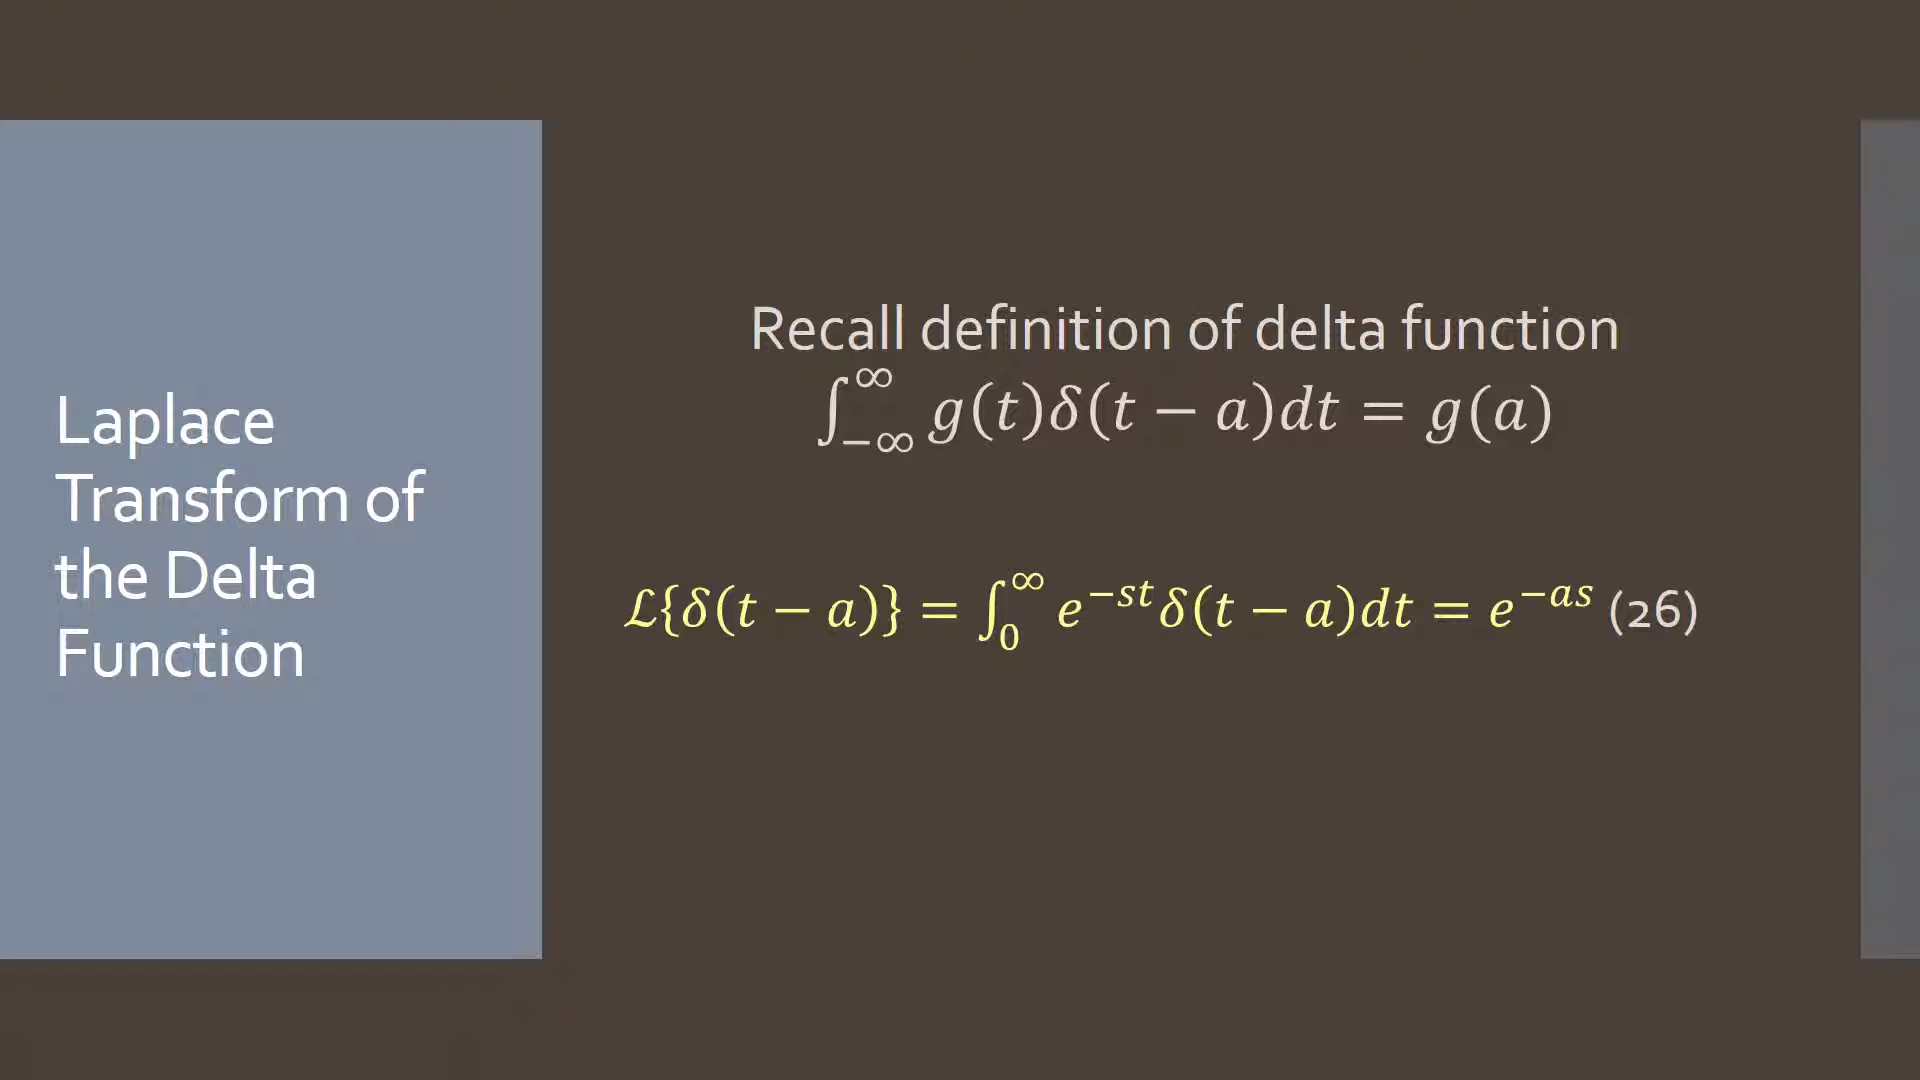 Laplace
Transform of
the Delta
Function
Recall definition of delta function
∫_{−∞}^{∞} g(t)δ(t − a)dt = g(a)
ℒ{δ(t − a)} = ∫_0^∞ e^{−st}δ(t − a)dt = e^{−as} (26)